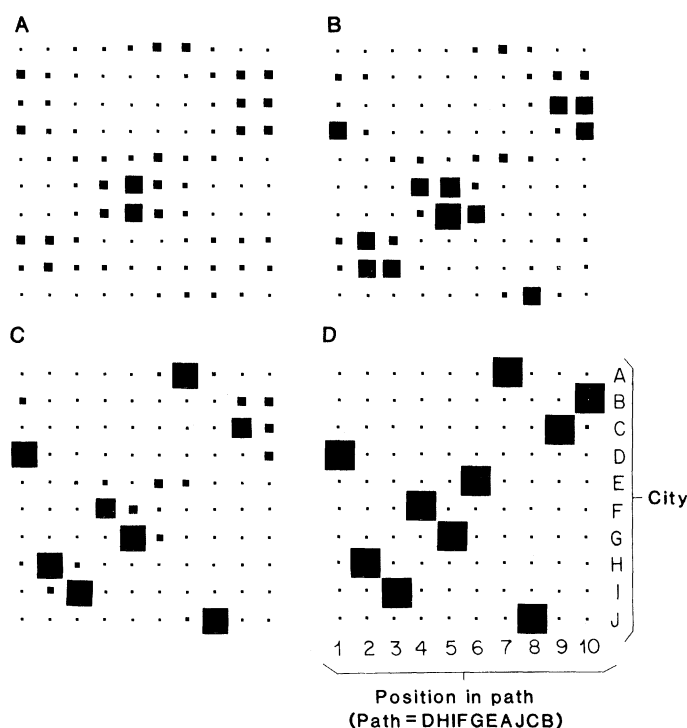 A
B
C
D
A
B
C
D
E
F
G
H
I
J
City
1 2 3 4 5 6 7 8 9 10
Position in path
(Path = DHIFGEAJCB)